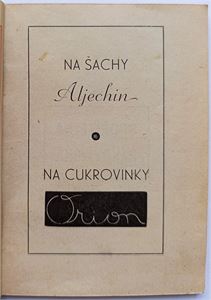 NA ŠACHY
Aljechin
NA CUKROVINKY
Orion